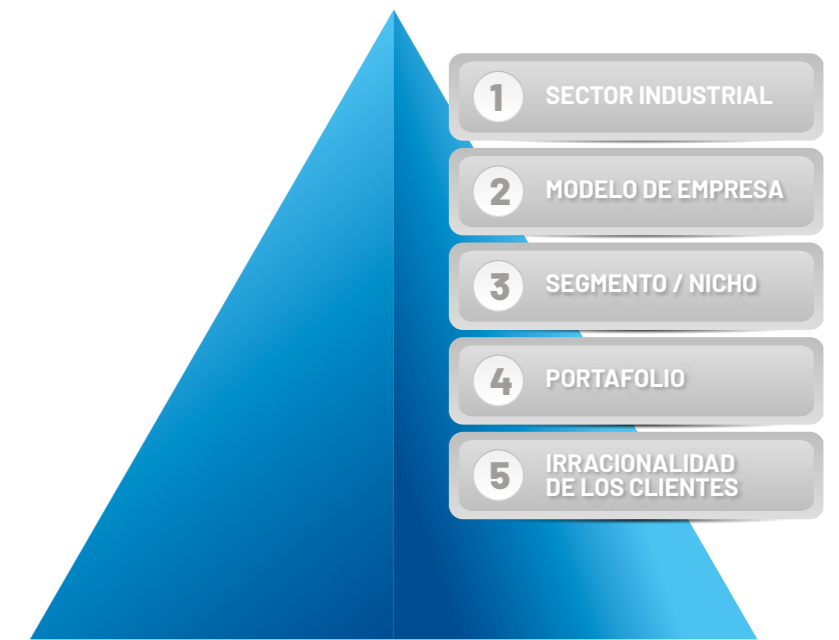 1 SECTOR INDUSTRIAL
2 MODELO DE EMPRESA
3 SEGMENTO / NICHO
4 PORTAFOLIO
5 IRRACIONALIDAD
DE LOS CLIENTES